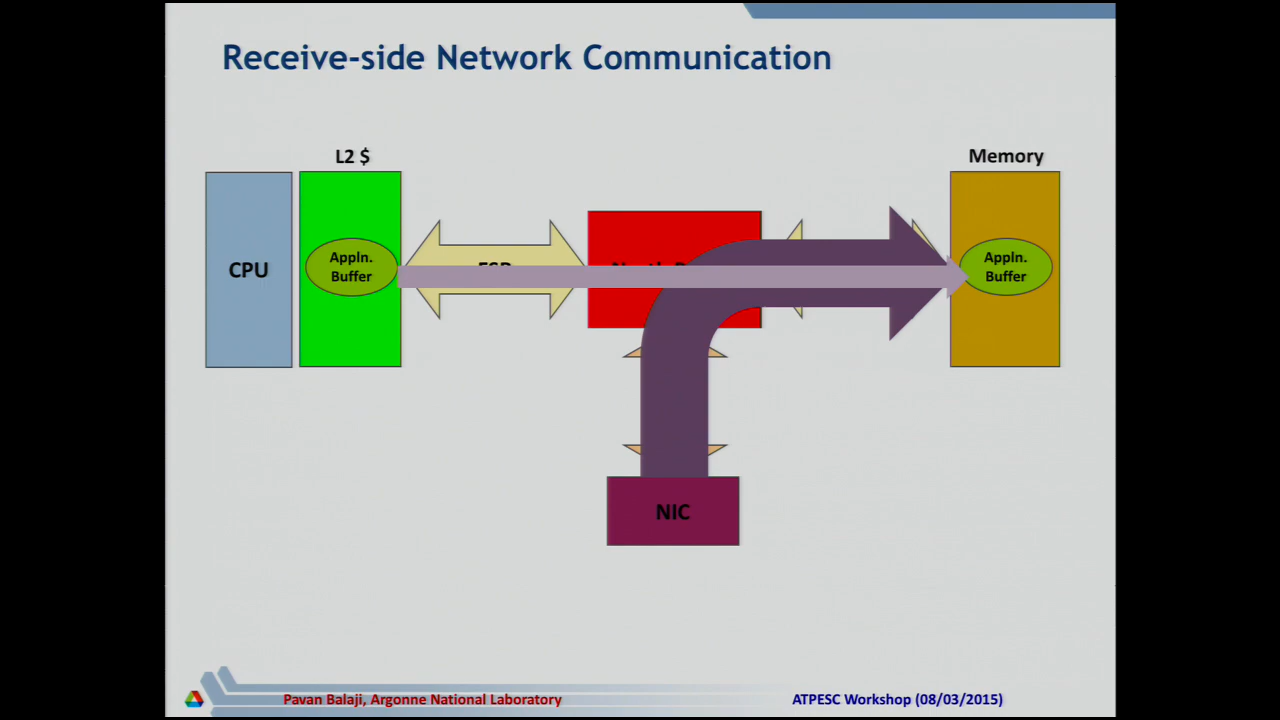 Receive-side Network Communication
L2 $
Memory
CPU
Appln.
Buffer
Appln.
Buffer
NIC
Pavan Balaji, Argonne National Laboratory
ATPESC Workshop (08/03/2015)